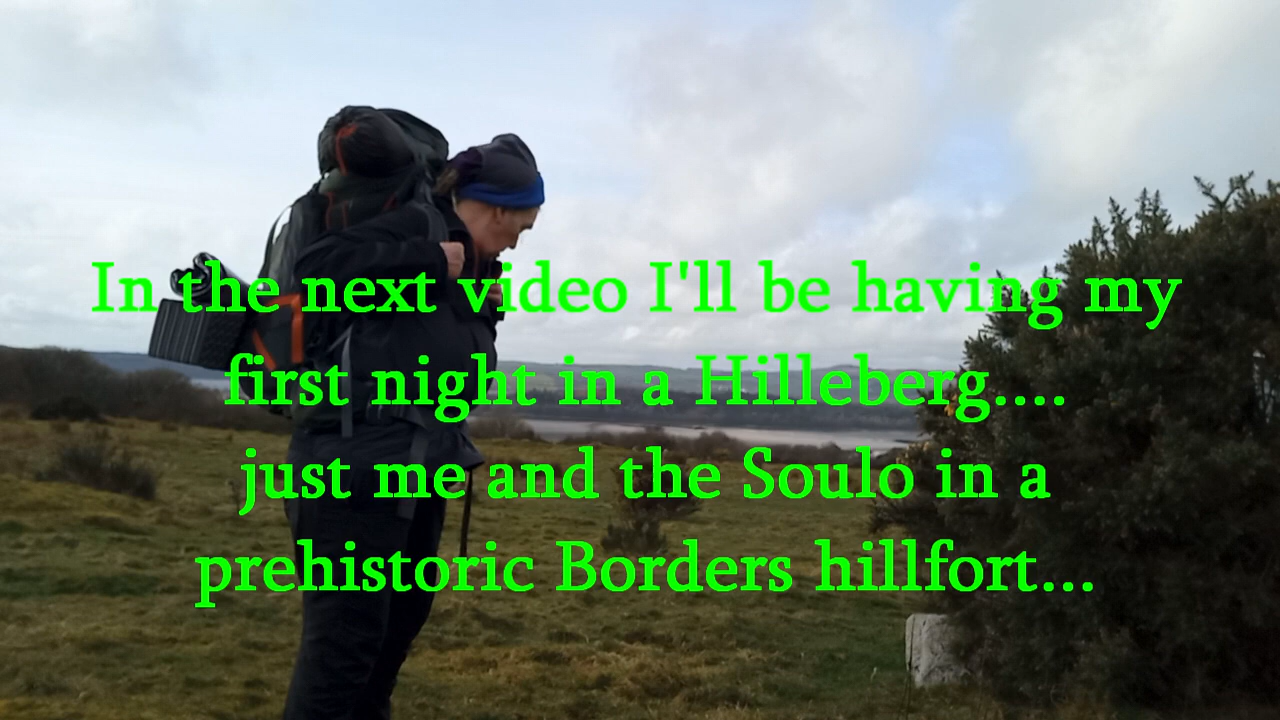 In the next video I'll be having my
first night in a Hilleberg....
just me and the Soulo in a
prehistoric Borders hillfort...